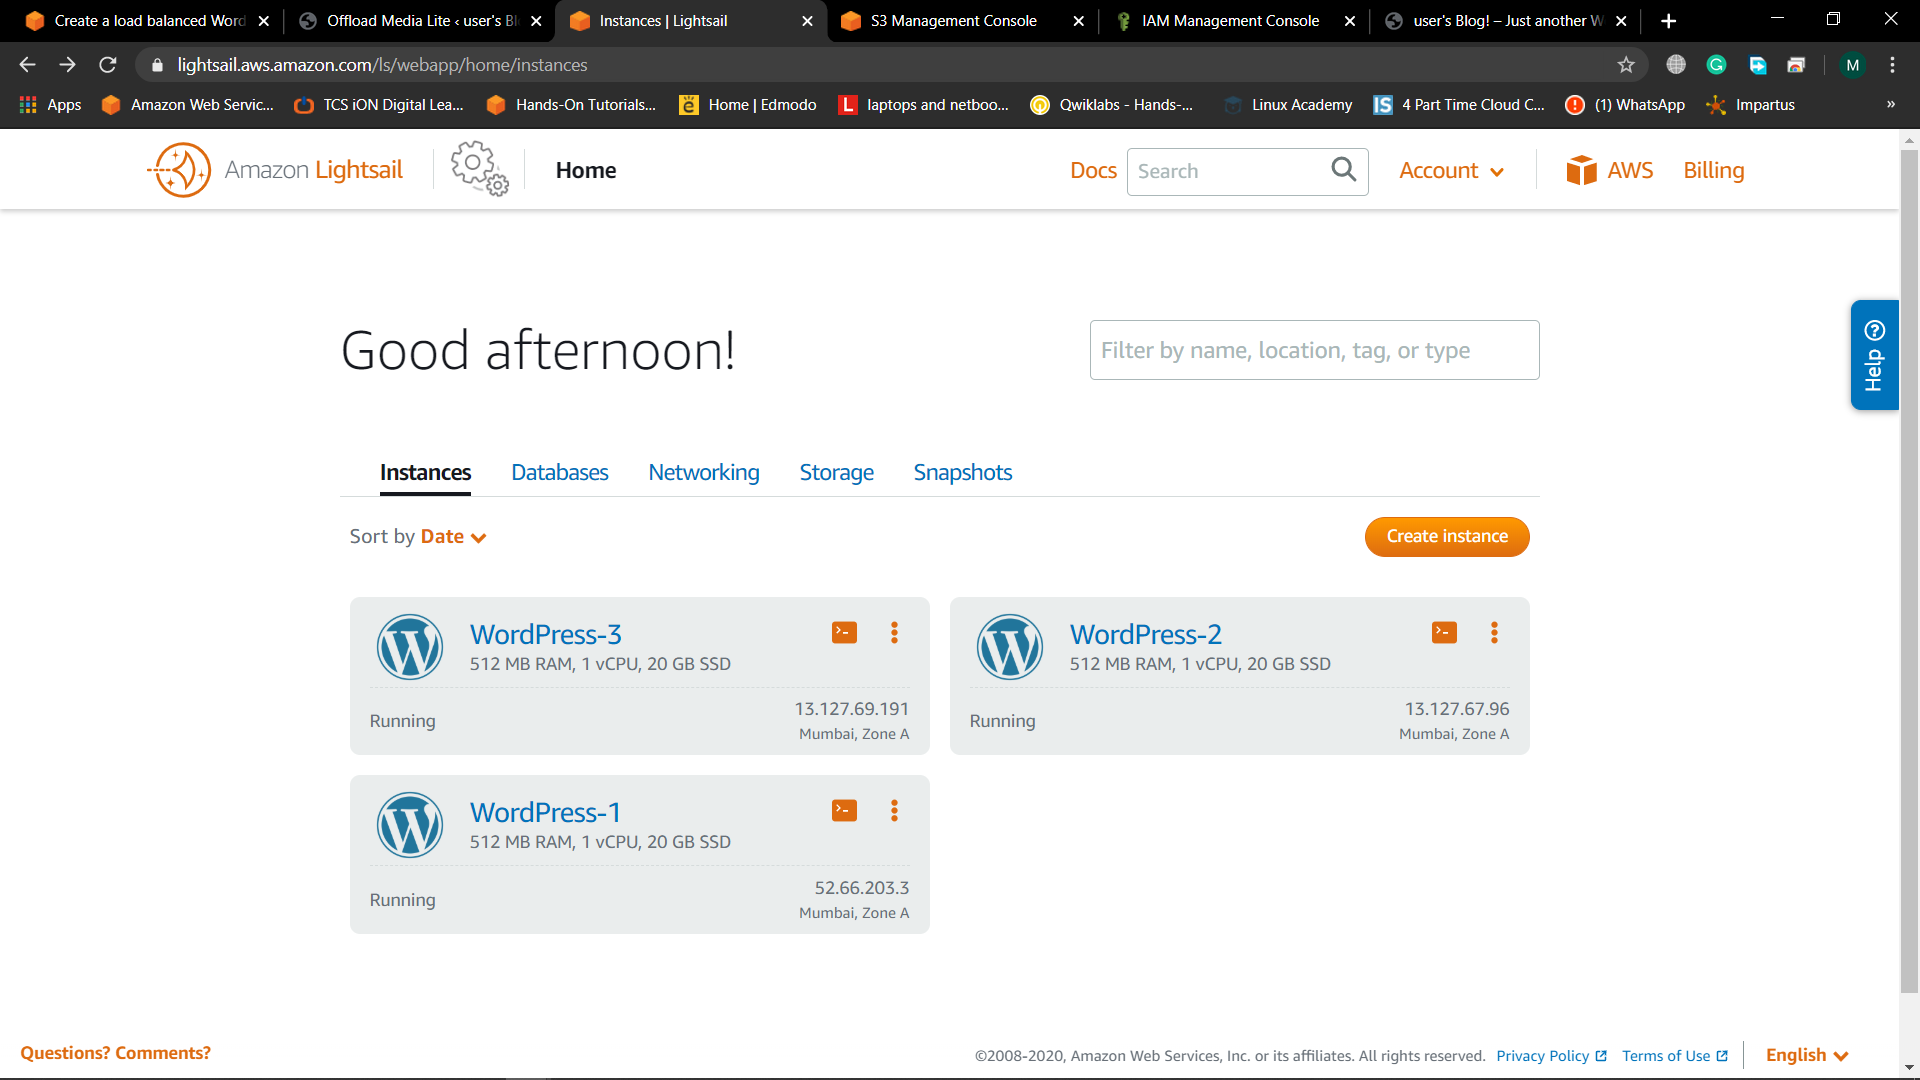 Create a load balanced Word
Offload Media Lite ‹ user's Bl
Instances | Lightsail
S3 Management Console
IAM Management Console
user's Blog! – Just another W
lightsail.aws.amazon.com/ls/webapp/home/instances
M
Apps
Amazon Web Servic...
TCS iON Digital Lea...
Hands-On Tutorials...
Home | Edmodo
laptops and netboo...
Qwiklabs - Hands-...
Linux Academy
4 Part Time Cloud C...
(1) WhatsApp
Impartus
»
Amazon Lightsail
Home
Docs
Search
Account
AWS
Billing
Good afternoon!
Filter by name, location, tag, or type
Help
Instances
Databases
Networking
Storage
Snapshots
Sort by Date
Create instance
WordPress-3
512 MB RAM, 1 vCPU, 20 GB SSD
Running
13.127.69.191
Mumbai, Zone A
WordPress-2
512 MB RAM, 1 vCPU, 20 GB SSD
Running
13.127.67.96
Mumbai, Zone A
WordPress-1
512 MB RAM, 1 vCPU, 20 GB SSD
Running
52.66.203.3
Mumbai, Zone A
Questions? Comments?
©2008-2020, Amazon Web Services, Inc. or its affiliates. All rights reserved.
Privacy Policy
Terms of Use
English